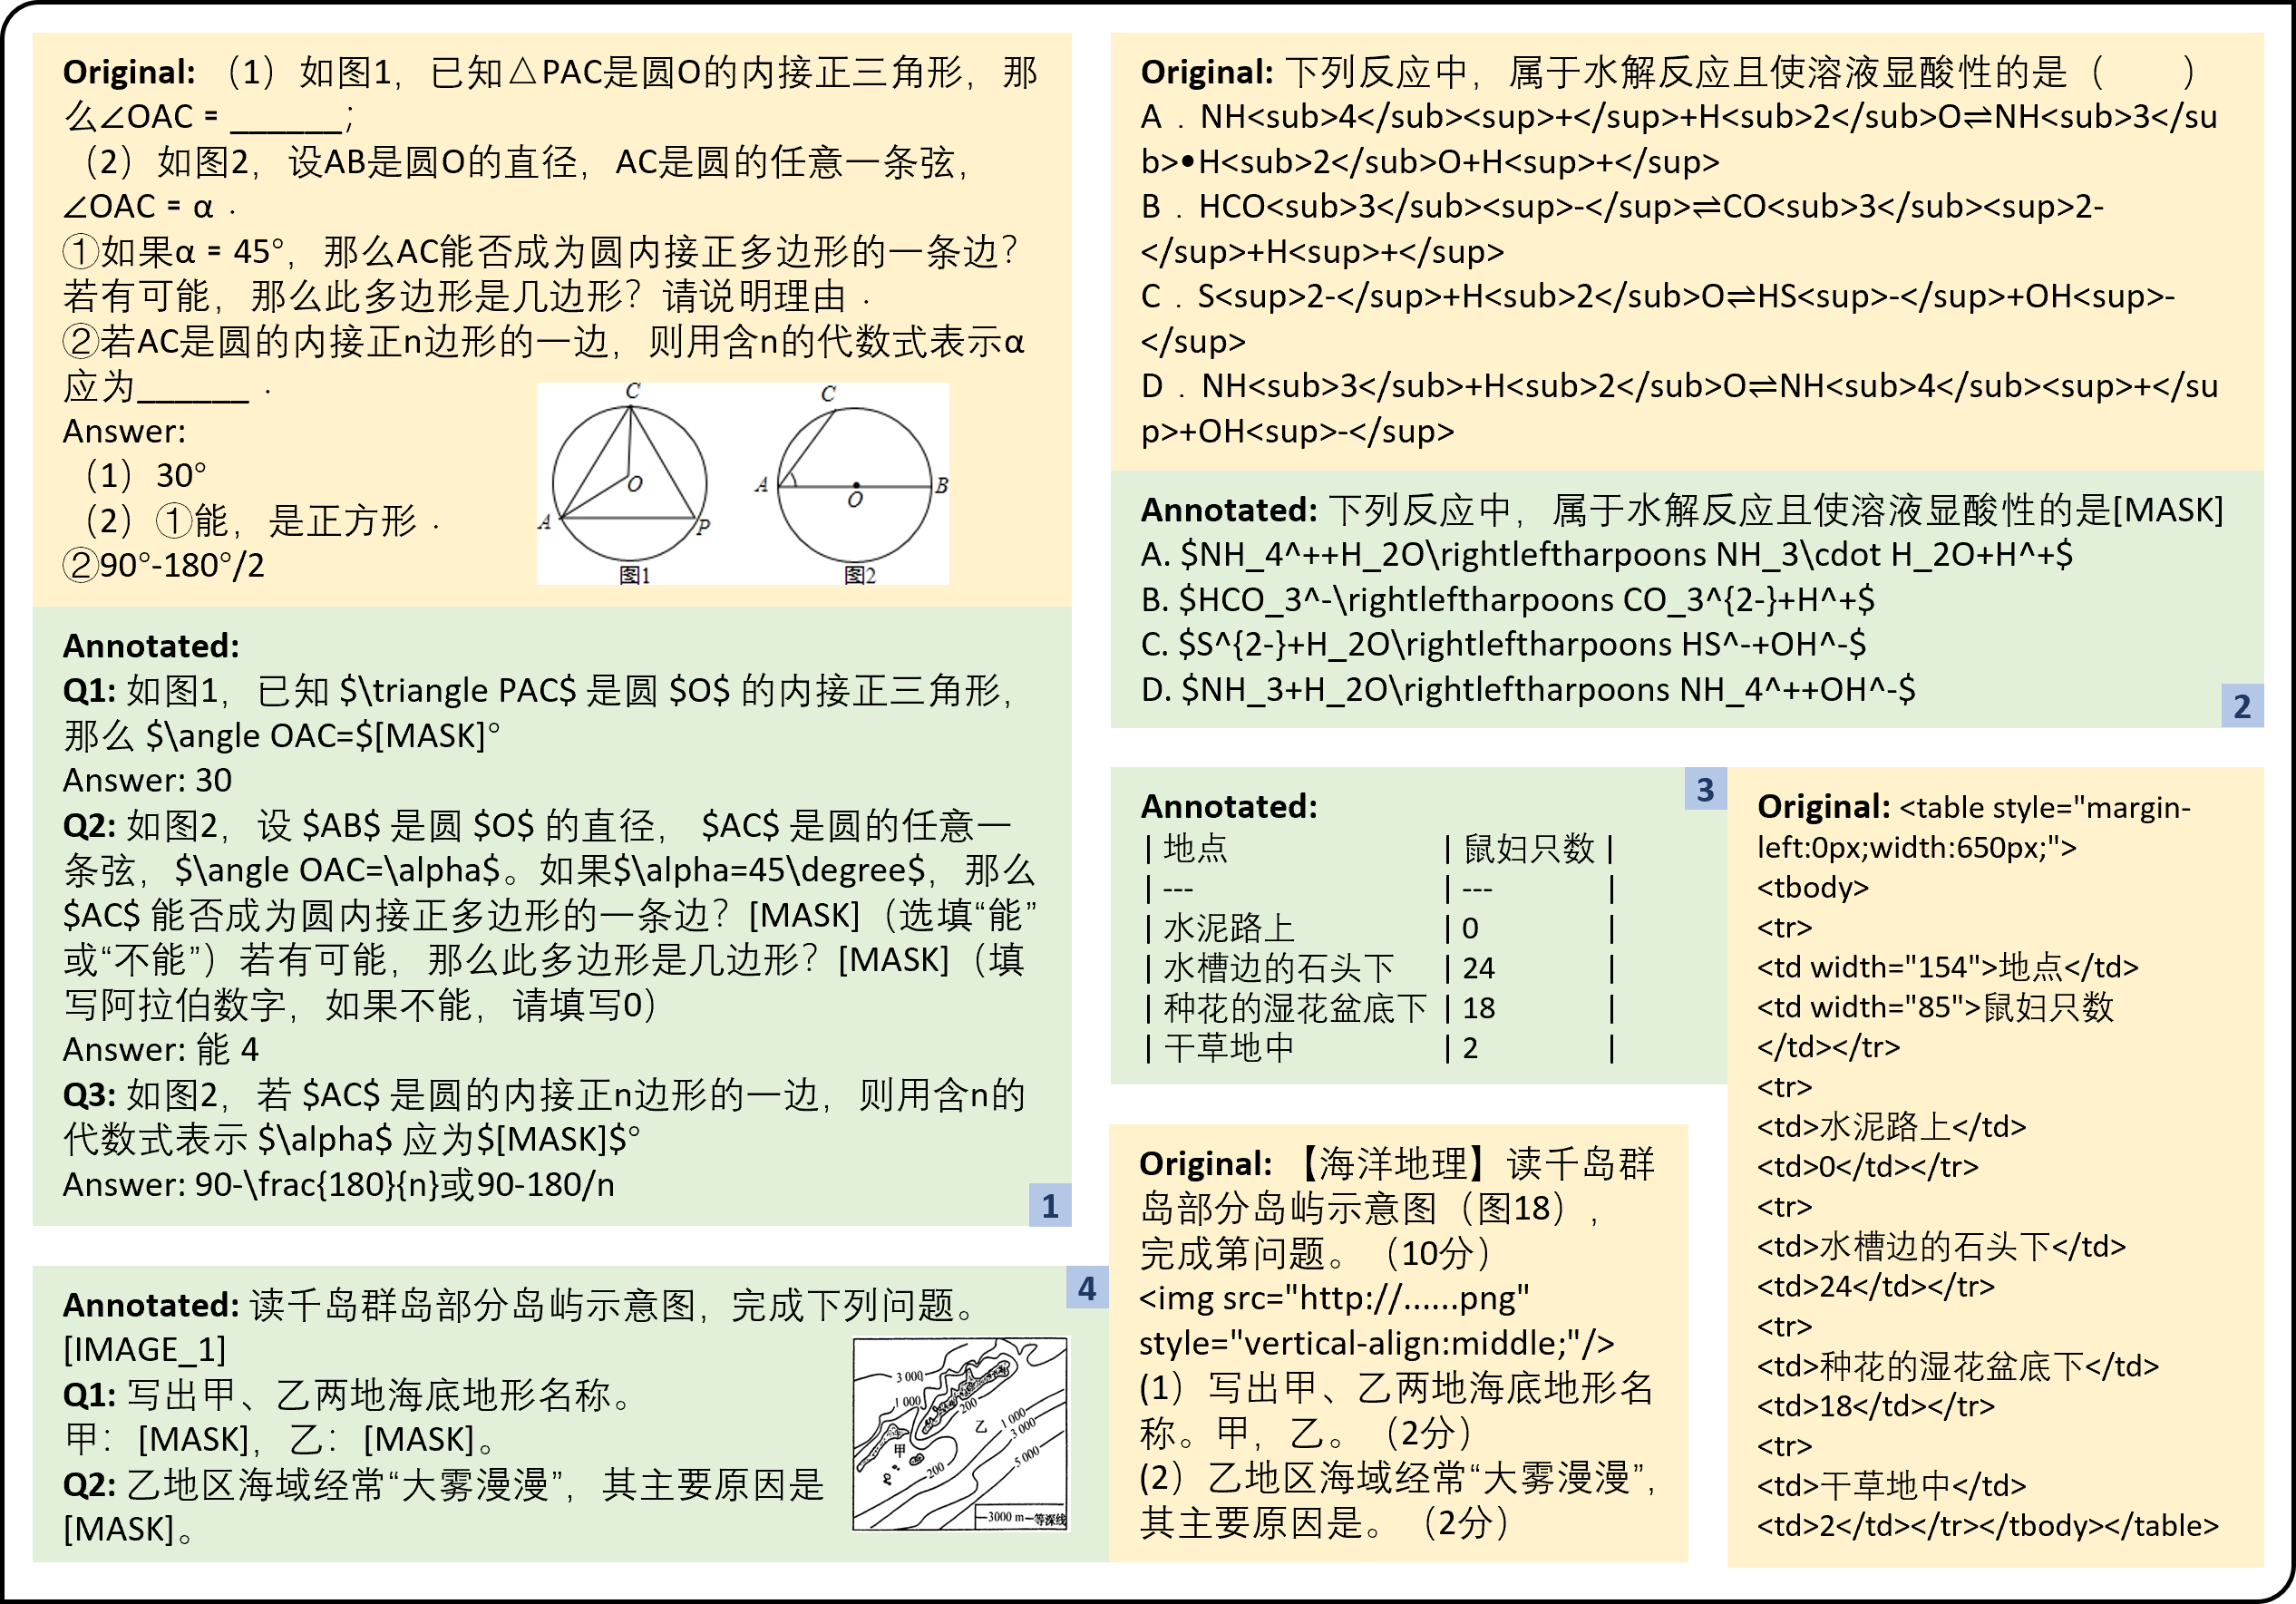 Original: （1）如图1，已知△PAC是圆O的内接正三角形，那
么∠OAC = ______；
（2）如图2，设AB是圆O的直径，AC是圆的任意一条弦，
∠OAC = α．
①如果α = 45°，那么AC能否成为圆内接正多边形的一条边？
若有可能，那么此多边形是几边形？请说明理由．
②若AC是圆的内接正n边形的一边，则用含n的代数式表示α
应为______．
Answer:
（1）30°
（2）①能，是正方形．
②90°-180°/2
C
O
A
P
图1
C
A
O
B
图2
Annotated:
Q1: 如图1，已知 $\triangle PAC$ 是圆 $O$ 的内接正三角形，
那么 $\angle OAC=$[MASK]°
Answer: 30
Q2: 如图2，设 $AB$ 是圆 $O$ 的直径， $AC$ 是圆的任意一
条弦，$\angle OAC=\alpha$。如果$\alpha=45\degree$，那么
$AC$ 能否成为圆内接正多边形的一条边？[MASK]（选填“能”
或“不能”）若有可能，那么此多边形是几边形？[MASK]（填
写阿拉伯数字，如果不能，请填写0）
Answer: 能 4
Q3: 如图2，若 $AC$ 是圆的内接正n边形的一边，则用含n的
代数式表示 $\alpha$ 应为$[MASK]$°
Answer: 90-\frac{180}{n}或90-180/n
1
Original: 下列反应中，属于水解反应且使溶液显酸性的是（　　）
A．NH<sub>4</sub><sup>+</sup>+H<sub>2</sub>O⇌NH<sub>3</su
b>•H<sub>2</sub>O+H<sup>+</sup>
B．HCO<sub>3</sub><sup>-</sup>⇌CO<sub>3</sub><sup>2-
</sup>+H<sup>+</sup>
C．S<sup>2-</sup>+H<sub>2</sub>O⇌HS<sup>-</sup>+OH<sup>-
</sup>
D．NH<sub>3</sub>+H<sub>2</sub>O⇌NH<sub>4</sub><sup>+</su
p>+OH<sup>-</sup>
Annotated: 下列反应中，属于水解反应且使溶液显酸性的是[MASK]
A. $NH_4^++H_2O\rightleftharpoons NH_3\cdot H_2O+H^+$
B. $HCO_3^-\rightleftharpoons CO_3^{2-}+H^+$
C. $S^{2-}+H_2O\rightleftharpoons HS^-+OH^-$
D. $NH_3+H_2O\rightleftharpoons NH_4^++OH^-$
2
Annotated:
3
| 地点 | 鼠妇只数 |
| --- | --- |
| 水泥路上 | 0 |
| 水槽边的石头下 | 24 |
| 种花的湿花盆底下 | 18 |
| 干草地中 | 2 |
Original: <table style="margin-
left:0px;width:650px;">
<tbody>
<tr>
<td width="154">地点</td>
<td width="85">鼠妇只数
</td></tr>
<tr>
<td>水泥路上</td>
<td>0</td></tr>
<tr>
<td>水槽边的石头下</td>
<td>24</td></tr>
<tr>
<td>种花的湿花盆底下</td>
<td>18</td></tr>
<tr>
<td>干草地中</td>
<td>2</td></tr></tbody></table>
Annotated: 读千岛群岛部分岛屿示意图，完成下列问题。
4
[IMAGE_1]
Q1: 写出甲、乙两地海底地形名称。
甲：[MASK]，乙：[MASK]。
Q2: 乙地区海域经常“大雾漫漫”，其主要原因是
[MASK]。
3 000
1 000
200
乙
1 000
3 000
甲
200
5 000
3000 m 等深线
Original: 【海洋地理】读千岛群
岛部分岛屿示意图（图18），
完成第问题。（10分）
<img src="http://......png"
style="vertical-align:middle;"/>
(1）写出甲、乙两地海底地形名
称。甲，乙。（2分）
(2）乙地区海域经常“大雾漫漫”，
其主要原因是。（2分）